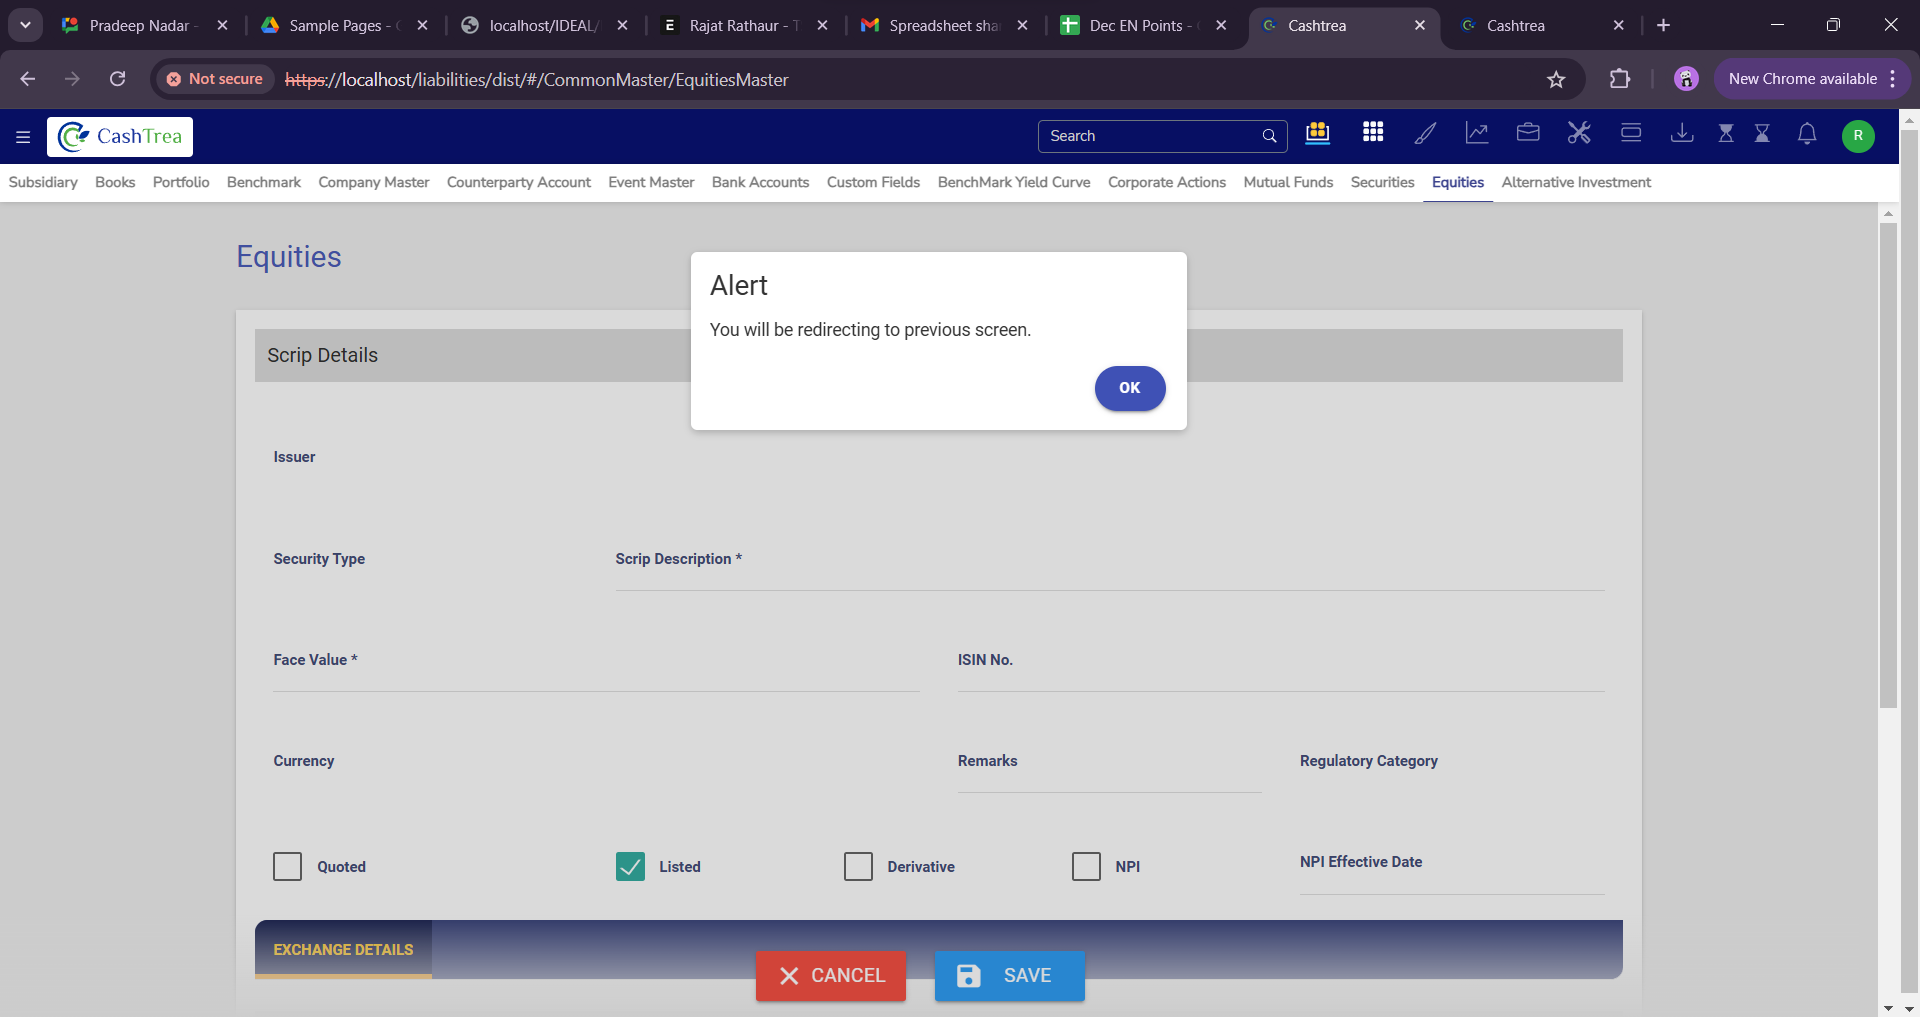 Pradeep Nadar -
Sample Pages -
localhost/IDEAL/
Rajat Rathaur -
Spreadsheet sha
Dec EN Points -
Cashtrea
Cashtrea
Not secure
https://localhost/liabilities/dist/#/CommonMaster/EquitiesMaster
New Chrome available
CashTrea
Search
R
Subsidiary
Books
Portfolio
Benchmark
Company Master
Counterparty Account
Event Master
Bank Accounts
Custom Fields
BenchMark Yield Curve
Corporate Actions
Mutual Funds
Securities
Equities
Alternative Investment
Equities
Alert
You will be redirecting to previous screen.
OK
Scrip Details
Issuer
Security Type
Scrip Description *
Face Value *
ISIN No.
Currency
Remarks
Regulatory Category
Quoted
Listed
Derivative
NPI
NPI Effective Date
EXCHANGE DETAILS
CANCEL
SAVE